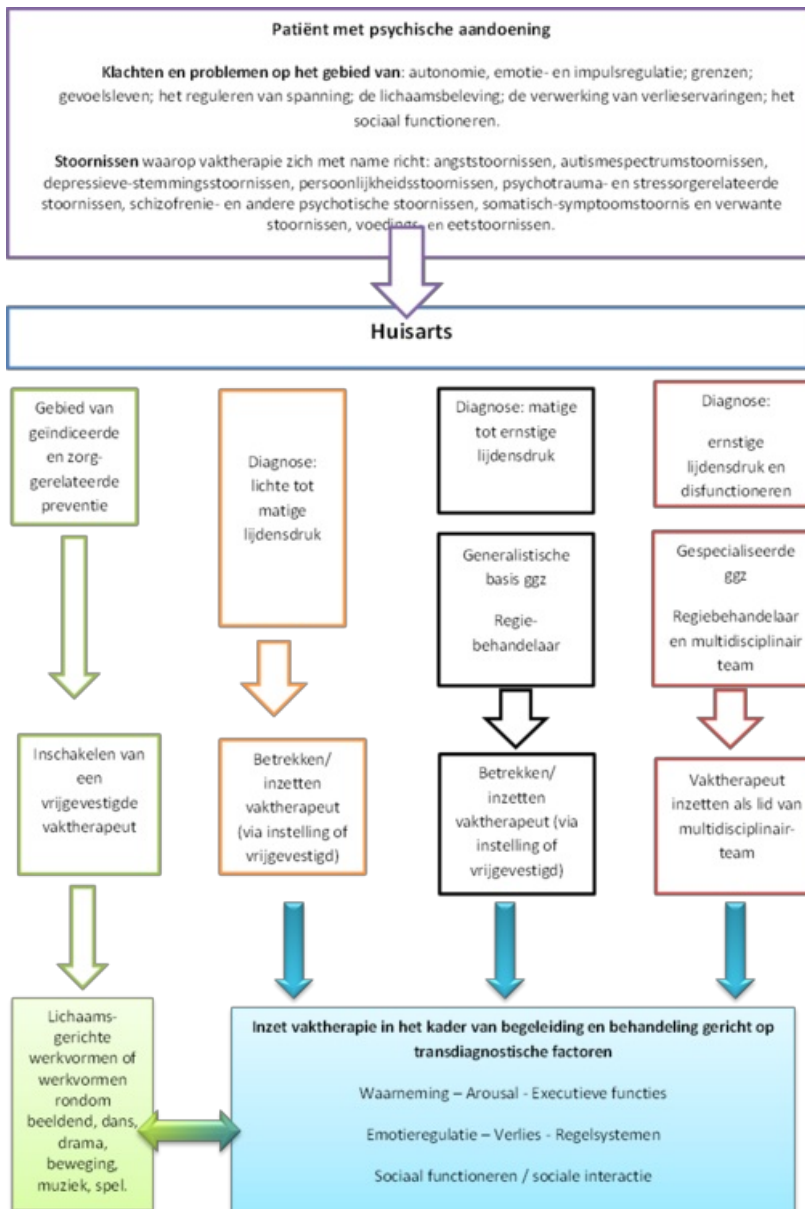 Patiënt met psychische aandoening
Klachten en problemen op het gebied van: autonomie, emotie- en impulsregulatie; grenzen;
gevoelsleven; het reguleren van spanning; de lichaamsbeleving; de verwerking van verlieservaringen; het
sociaal functioneren.
Stoornissen waarop vaktherapie zich met name richt: angststoornissen, autismespectrumstoornissen,
depressieve-stemmingsstoornissen, persoonlijkheidsstoornissen, psychotrauma- en stressorgerelateerde
stoornissen, schizofrenie- en andere psychotische stoornissen, somatisch-symptoomstoornis en verwante
stoornissen, voedings- en eetstoornissen.
Huisarts
Gebied van
geïndiceerde
en zorg-
gerelateerde
preventie
Diagnose:
lichte tot
matige
lijdensdruk
Diagnose: matige
tot ernstige
lijdensdruk
Diagnose:
ernstige
lijdensdruk en
disfunctioneren
Generalistische
basis ggz
Regie-
behandelaar
Gespecialiseerde
ggz
Regiebehandelaar
en multidisciplinair
team
Inschakelen van
een
vrijgevestigde
vaktherapeut
Betrekken/
inzetten
vaktherapeut
(via instelling of
vrijgevestigd)
Betrekken/
inzetten
vaktherapeut (via
instelling of
vrijgevestigd)
Vaktherapeut
inzetten als lid van
multidisciplinair-
team
Lichaams-
gerichte
werkvormen of
werkvormen
rondom
beeldend, dans,
drama,
beweging,
muziek, spel.
Inzet vaktherapie in het kader van begeleiding en behandeling gericht op
transdiagnostische factoren
Waarneming – Arousal - Executieve functies
Emotieregulatie – Verlies - Regelsystemen
Sociaal functioneren / sociale interactie